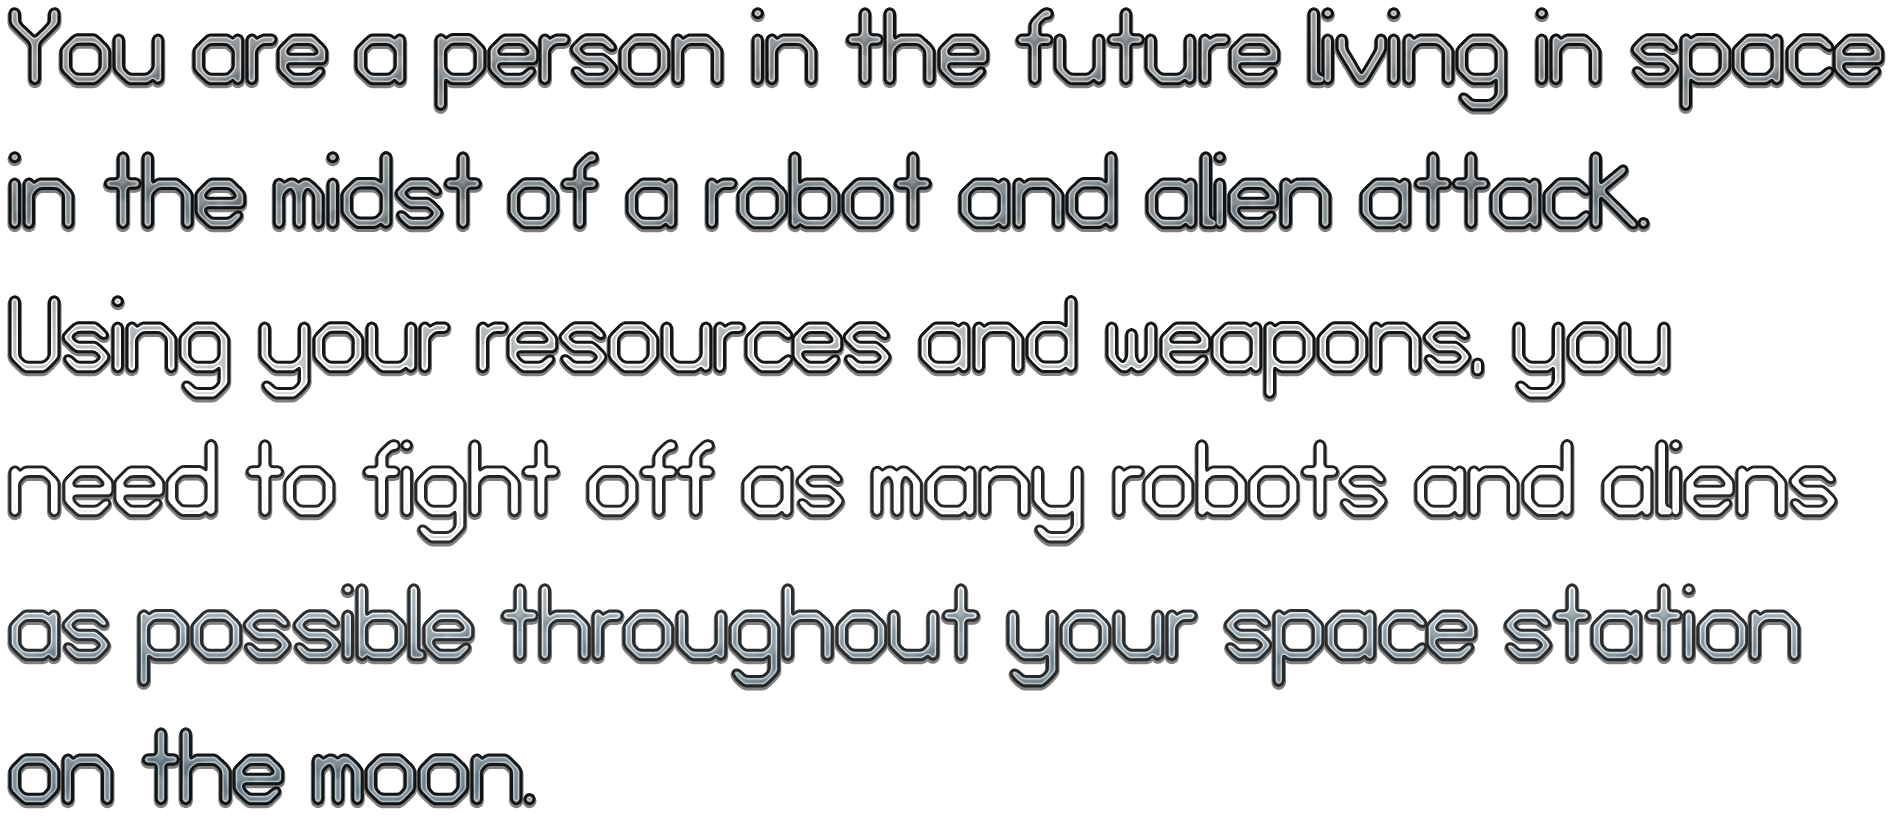 You are a person in the future living in space
in the midst of a robot and alien attack.
Using your resources and weapons, you
need to fight off as many robots and aliens
as possible throughout your space station
on the moon.